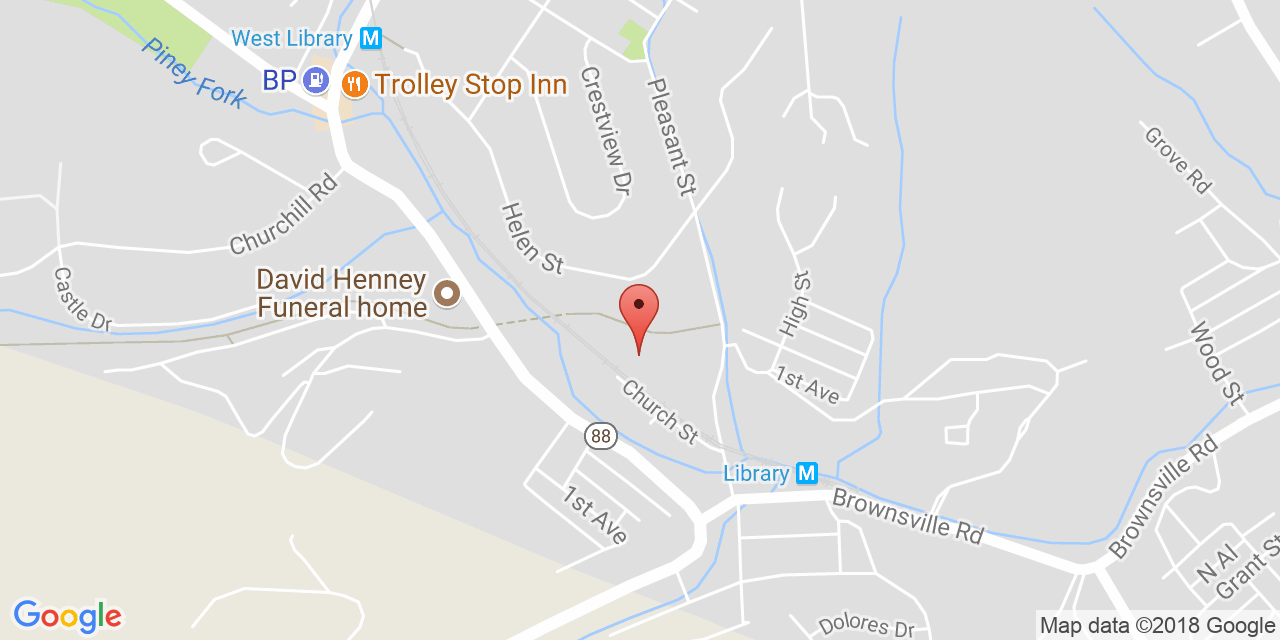 West Library M
Piney Fork
BP
Trolley Stop Inn
Crestview Dr
Pleasant St
Grove Rd
Churchill Rd
Helen St
David Henney
Funeral home
Castle Dr
High St
Wood St
1st Ave
Church St
88
Library M
Brownsville Rd
Brownsville Rd
1st Ave
N Al
Grant St
Dolores Dr
Google
Map data ©2018 Google